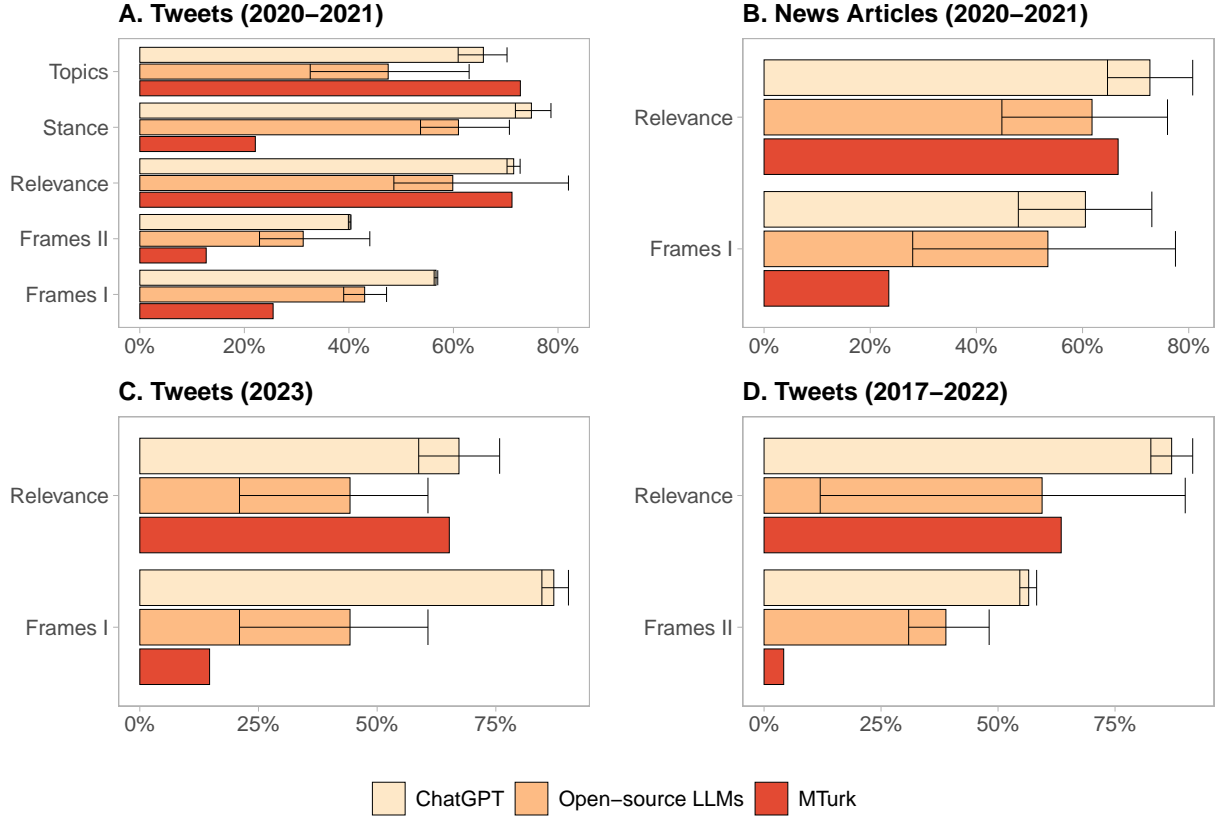 A. Tweets (2020−2021)
Topics
Stance
Relevance
Frames II
Frames I
0% 20% 40% 60% 80%
B. News Articles (2020−2021)
Relevance
Frames I
0% 20% 40% 60% 80%
C. Tweets (2023)
Relevance
Frames I
0% 25% 50% 75%
D. Tweets (2017−2022)
Relevance
Frames II
0% 25% 50% 75%
ChatGPT Open−source LLMs MTurk